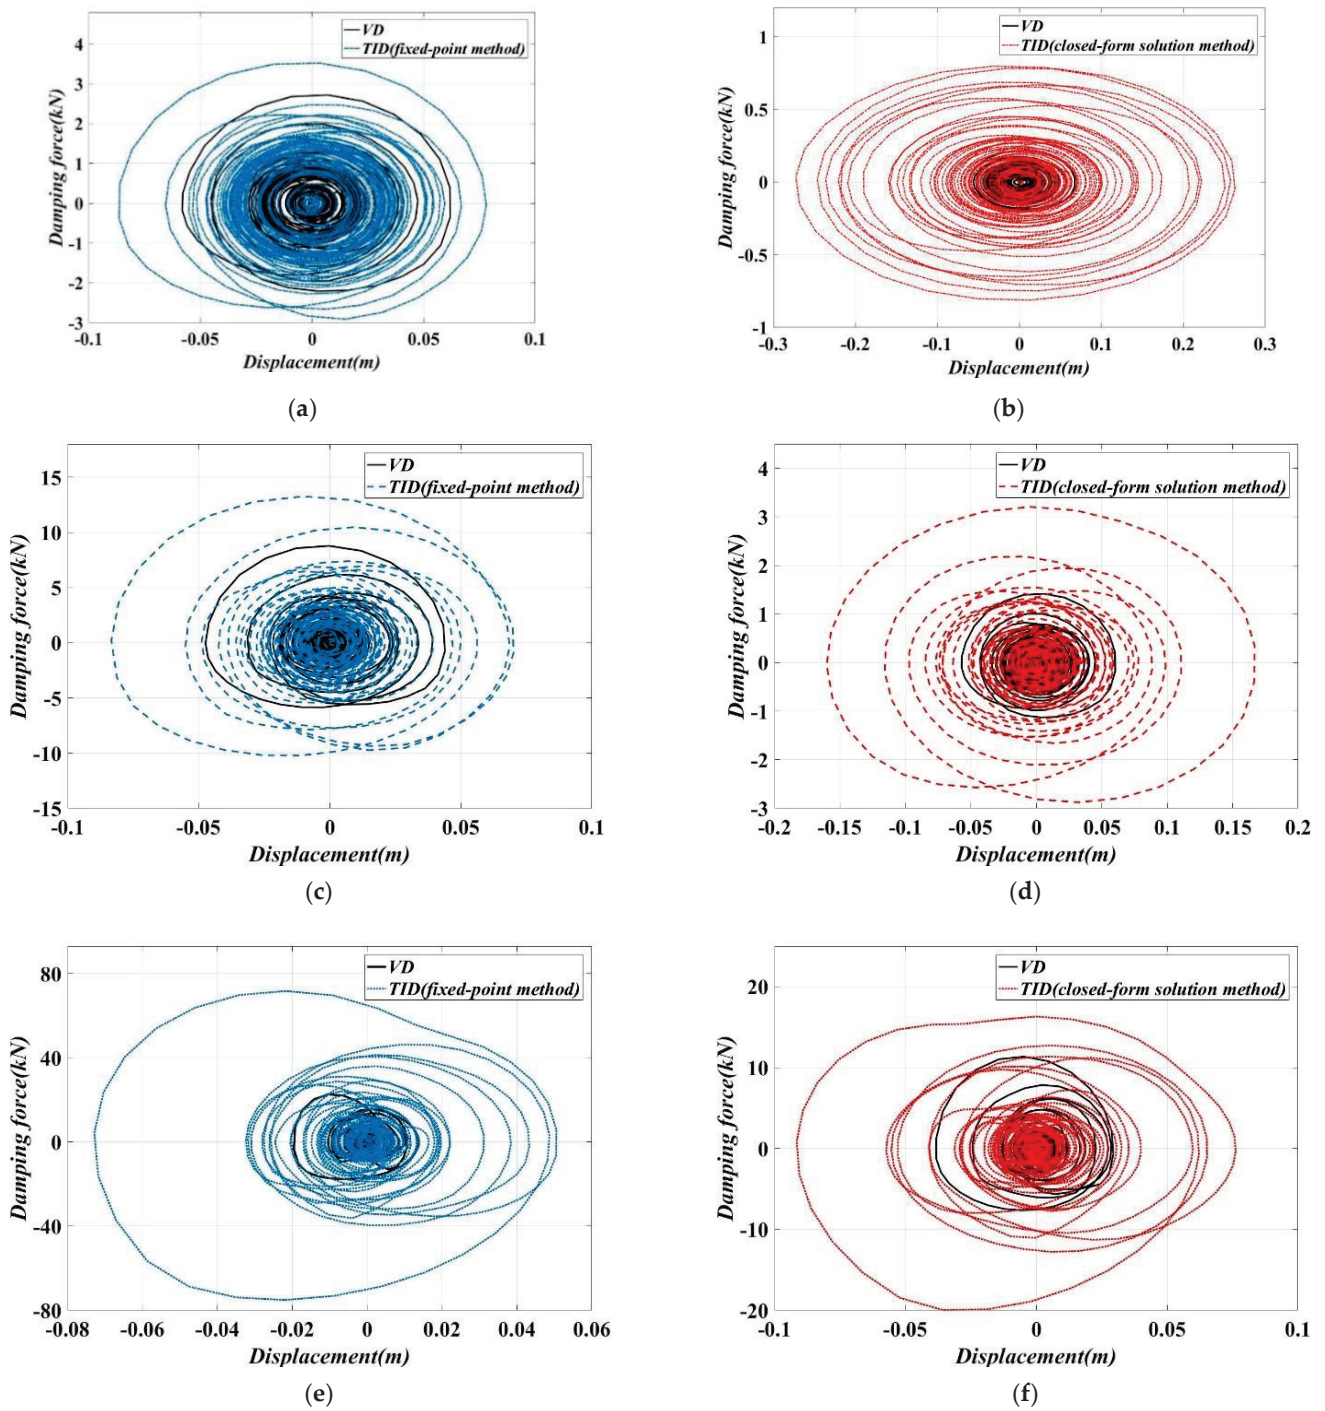 VD
TID(fixed-point method)
Damping force(kN)
4
3
2
1
0
-1
-2
-3
-0.1
-0.05
0
0.05
0.1
Displacement(m)
(a)
VD
TID(closed-form solution method)
Damping force(kN)
1
0.5
0
-0.5
-1
-0.3
-0.2
-0.1
0
0.1
0.2
0.3
Displacement(m)
(b)
VD
TID(fixed-point method)
Damping force(kN)
15
10
5
0
-5
-10
-15
-0.1
-0.05
0
0.05
0.1
Displacement(m)
(c)
VD
TID(closed-form solution method)
Damping force(kN)
4
3
2
1
0
-1
-2
-3
-0.2
-0.15
-0.1
-0.05
0
0.05
0.1
0.15
0.2
Displacement(m)
(d)
VD
TID(fixed-point method)
Damping force(kN)
80
40
0
-40
-80
-0.08
-0.06
-0.04
-0.02
0
0.02
0.04
0.06
Displacement(m)
(e)
VD
TID(closed-form solution method)
Damping force(kN)
20
10
0
-10
-20
-0.1
-0.05
0
0.05
0.1
Displacement(m)
(f)